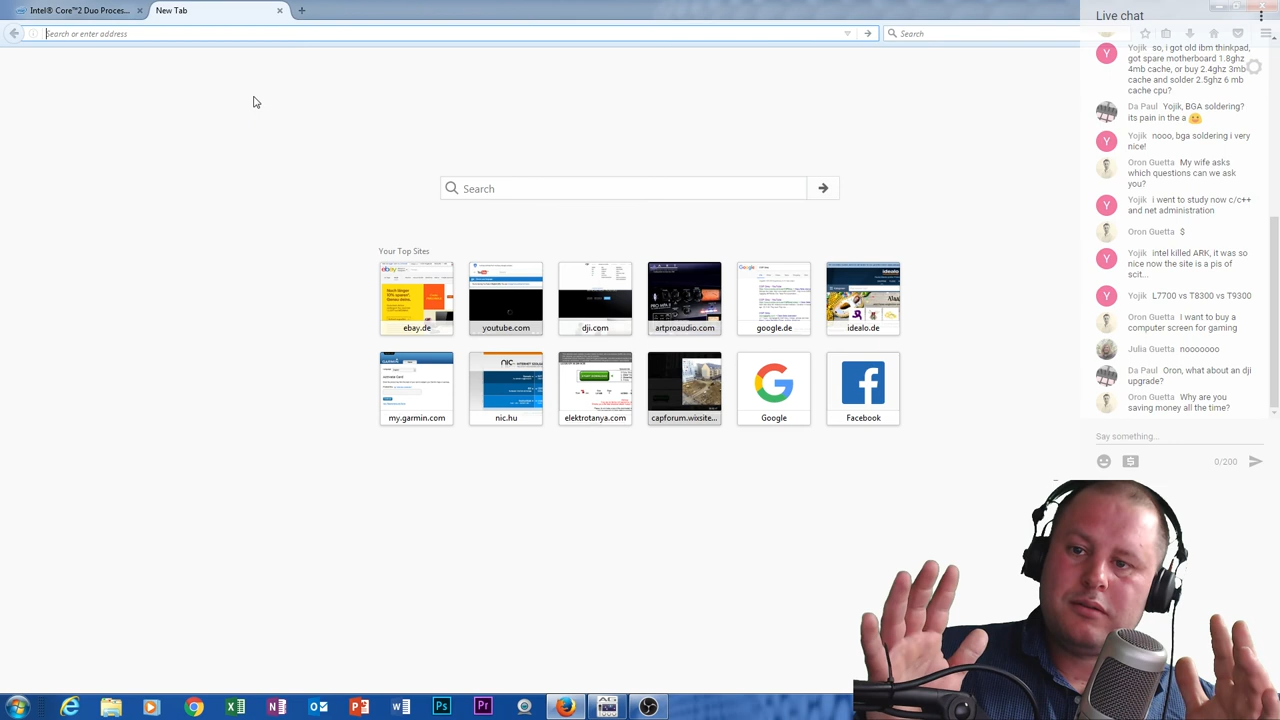 Intel® Core™2 Duo Proces...
New Tab
Search or enter address
Search
Search
Your Top Sites
ebay.de
youtube.com
dji.com
artproaudio.com
google.de
idealo.de
my.garmin.com
nic.hu
elektrotanya.com
capforum.wixsite...
Google
Facebook
Live chat
Yojik so, i got old ibm thinkpad,
got spare motherboard 1.8ghz
4mb cache, or buy 2.4ghz 3mb
cache and solder 2.5ghz 6 mb
cache cpu?
Da Paul Yojik, BGA soldering?
its pain in the a
Yojik nooo, bga soldering i very
nice!
Oron Guetta My wife asks
which questions can we ask
you?
Yojik i went to study now c/c++
and net administration
Oron Guetta $
Yojik intel killed ARK, it was so
nice now the site is a pis of
scit...
Yojik L7700 vs T8300 vs
Oron Guetta I want to buy a
computer screen for gaming
Julia Guetta nooooooo
Da Paul Oron, what about an dji
upgrade?
Oron Guetta Why are you
saving money all the time?
Say something...
0/200